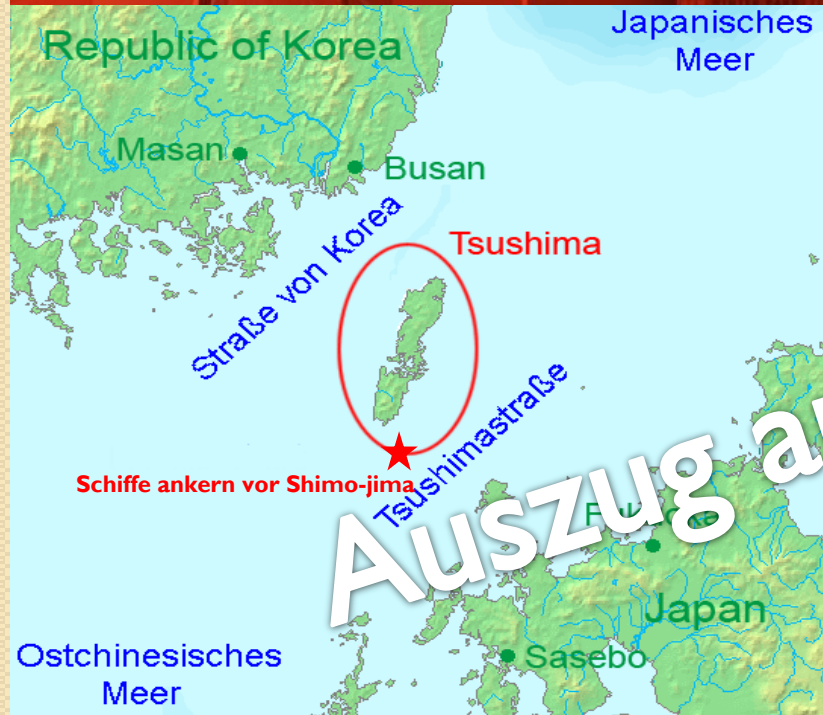 Republic of Korea
Japanisches
Meer
Masan
Busan
Straße von Korea
Tsushima
Tsushimastraße
Schiffe ankern vor Shimo-jima
Auszug
Japan
Sasebo
Ostchinesisches
Meer